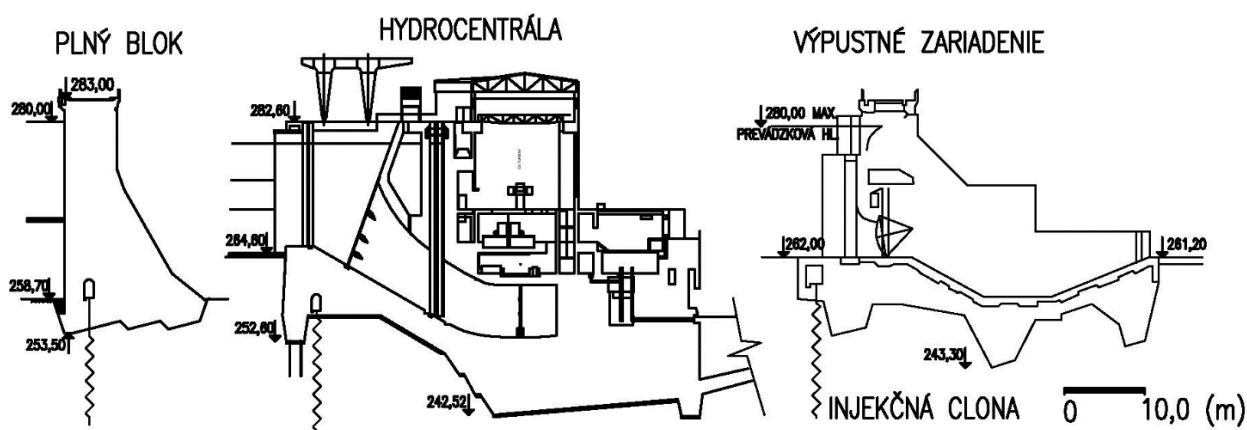 PLNÝ BLOK
HYDROCENTRÁLA
VÝPUSTNÉ ZARIADENIE
283,00
280,00
258,70
253,50
282,60
264,60
252,60
242,52
280,00 MAX.
PREVÁDZKOVÁ HL.
262,00
261,20
243,30
INJEKČNÁ CLONA
0 10,0 (m)